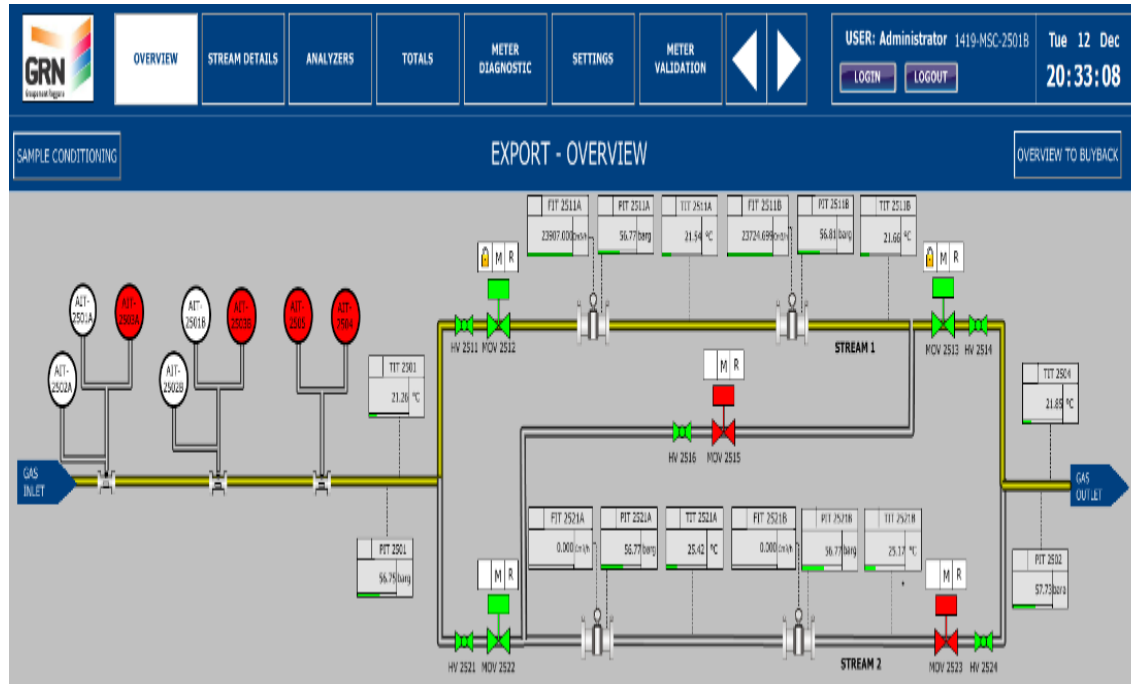 GRN
Groupement Reggane
OVERVIEW
STREAM DETAILS
ANALYZERS
TOTALS
METER
DIAGNOSTIC
SETTINGS
METER
VALIDATION
USER: Administrator 1419-MSC-2501B
LOGIN LOGOUT
Tue 12 Dec
20:33:08
SAMPLE CONDITIONING
EXPORT - OVERVIEW
OVERVIEW TO BUYBACK
FIT 2511A
23907.000
PIT 2511A
56.77 barg
TIT 2511A
21.54 °C
FIT 2511B
23724.699
PIT 2511B
56.81 barg
TIT 2511B
21.66 °C
M R
M R
AIT-
2501A
AIT-
2503A
AIT-
2501B
AIT-
2503B
AIT-
2505
AIT-
2504
AIT-
2502A
AIT-
2502B
HV 2511 MOV 2512
STREAM 1
MOV 2513 HV 2514
TIT 2501
21.26 °C
M R
TIT 2504
21.85 °C
HV 2516 MOV 2515
GAS
INLET
GAS
OUTLET
FIT 2521A
0.000
PIT 2521A
56.77 barg
TIT 2521A
25.42 °C
FIT 2521B
0.000
PIT 2521B
56.77 barg
TIT 2521B
25.17 °C
PIT 2501
56.75 barg
M R
M R
PIT 2502
57.73 bara
HV 2521 MOV 2522
STREAM 2
MOV 2523 HV 2524